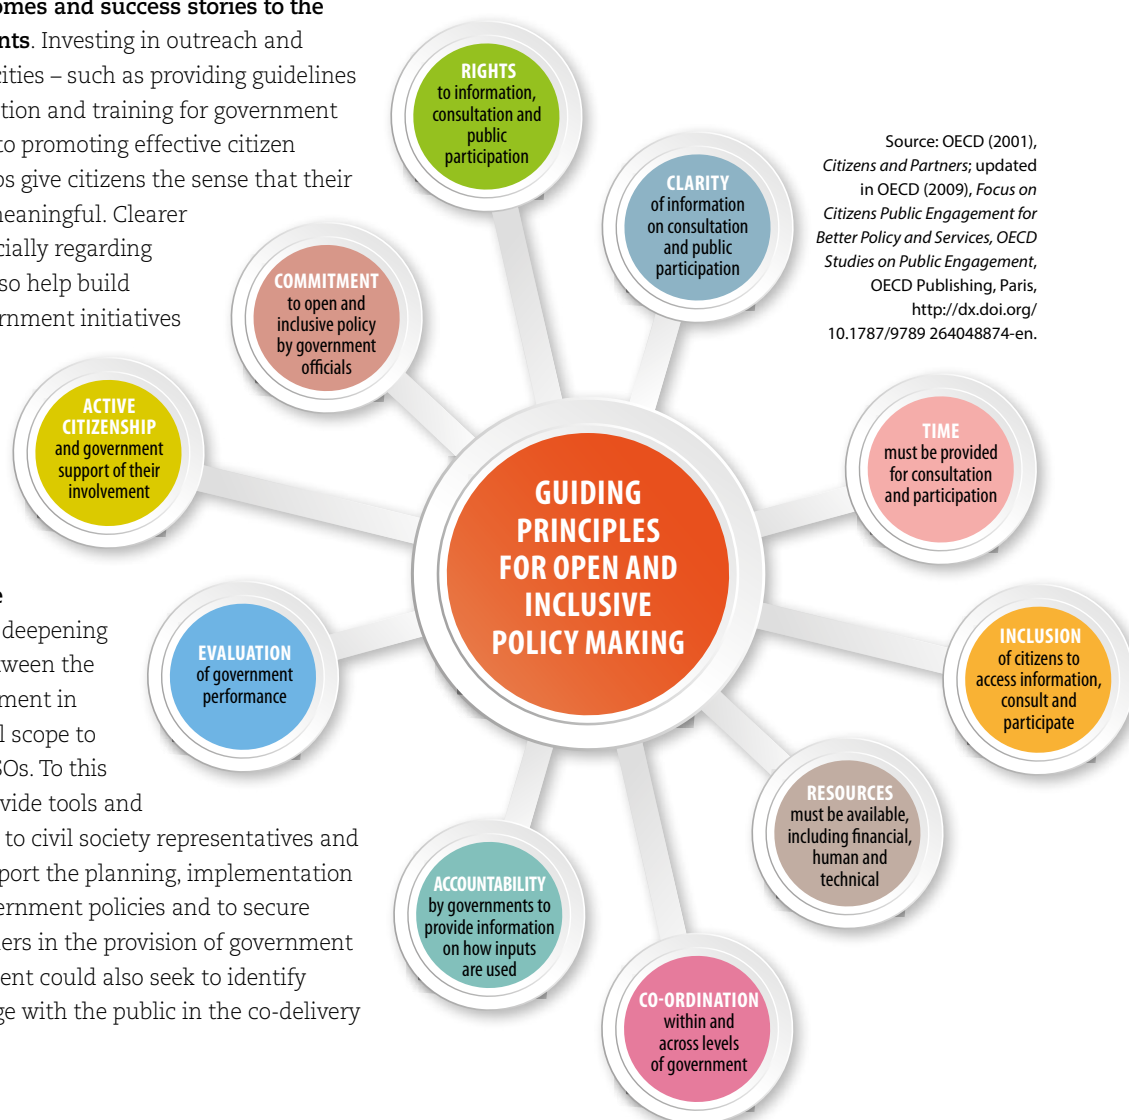 omes and success stories to the
nts. Investing in outreach and
cities – such as providing guidelines
tion and training for government
to promoting effective citizen
os give citizens the sense that their
neaningful. Clearer
cially regarding
so help build
rnment initiatives
e
deepening
tween the
ment in
l scope to
SOs. To this
vide tools and
to civil society representatives and
port the planning, implementation
ernment policies and to secure
ers in the provision of government
ent could also seek to identify
ge with the public in the co-delivery
RIGHTS
to information,
consultation and
public
participation
CLARITY
of information
on consultation
and public
participation
Source: OECD (2001),
Citizens and Partners; updated
in OECD (2009), Focus on
Citizens Public Engagement for
Better Policy and Services, OECD
Studies on Public Engagement,
OECD Publishing, Paris,
http://dx.doi.org/
10.1787/9789 264048874-en.
COMMITMENT
to open and
inclusive policy
by government
officials
ACTIVE
CITIZENSHIP
and government
support of their
involvement
TIME
must be provided
for consultation
and participation
GUIDING
PRINCIPLES
FOR OPEN AND
INCLUSIVE
POLICY MAKING
EVALUATION
of government
performance
INCLUSION
of citizens to
access information,
consult and
participate
RESOURCES
must be available,
including financial,
human and
technical
ACCOUNTABILITY
by governments to
provide information
on how inputs
are used
CO-ORDINATION
within and
across levels
of government